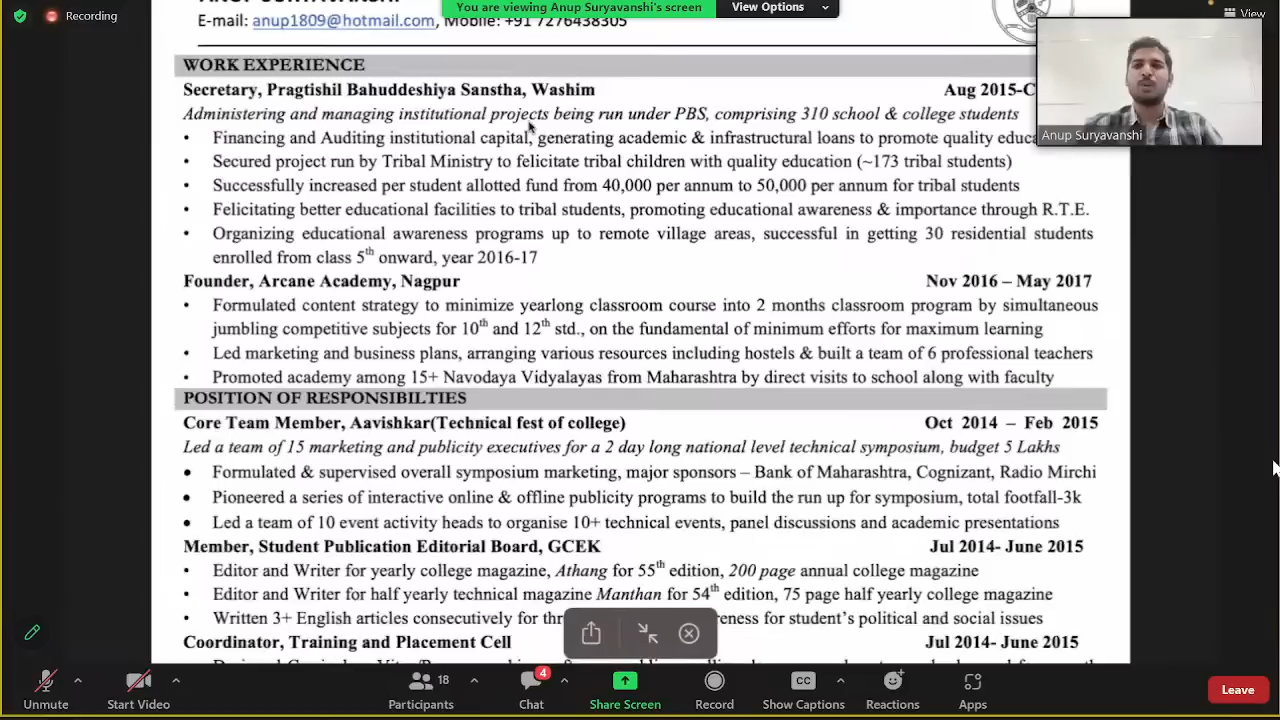 You are viewing Anup Suryavanshi's screen
View Options
Recording
View
E-mail: anup1809@hotmail.com, Mobile: +91 7276438305
Anup Suryavanshi
WORK EXPERIENCE
Secretary, Pragtishil Bahuddeshiya Sanstha, Washim Aug 2015-C
Administering and managing institutional projects being run under PBS, comprising 310 school & college students
• Financing and Auditing institutional capital, generating academic & infrastructural loans to promote quality educa
• Secured project run by Tribal Ministry to felicitate tribal children with quality education (~173 tribal students)
• Successfully increased per student allotted fund from 40,000 per annum to 50,000 per annum for tribal students
• Felicitating better educational facilities to tribal students, promoting educational awareness & importance through R.T.E.
• Organizing educational awareness programs up to remote village areas, successful in getting 30 residential students
enrolled from class 5th onward, year 2016-17
Founder, Arcane Academy, Nagpur Nov 2016 – May 2017
• Formulated content strategy to minimize yearlong classroom course into 2 months classroom program by simultaneous
jumbling competitive subjects for 10th and 12th std., on the fundamental of minimum efforts for maximum learning
• Led marketing and business plans, arranging various resources including hostels & built a team of 6 professional teachers
• Promoted academy among 15+ Navodaya Vidyalayas from Maharashtra by direct visits to school along with faculty
POSITION OF RESPONSIBILTIES
Core Team Member, Aavishkar(Technical fest of college) Oct 2014 – Feb 2015
Led a team of 15 marketing and publicity executives for a 2 day long national level technical symposium, budget 5 Lakhs
• Formulated & supervised overall symposium marketing, major sponsors – Bank of Maharashtra, Cognizant, Radio Mirchi
• Pioneered a series of interactive online & offline publicity programs to build the run up for symposium, total footfall-3k
• Led a team of 10 event activity heads to organise 10+ technical events, panel discussions and academic presentations
Member, Student Publication Editorial Board, GCEK Jul 2014- June 2015
• Editor and Writer for yearly college magazine, Athang for 55th edition, 200 page annual college magazine
• Editor and Writer for half yearly technical magazine Manthan for 54th edition, 75 page half yearly college magazine
• Written 3+ English articles consecutively for for student's political and social issues
Coordinator, Training and Placement Cell Jul 2014- June 2015
Unmute
Start Video
18
Participants
4
Chat
Share Screen
Record
CC
Show Captions
Reactions
Apps
Leave